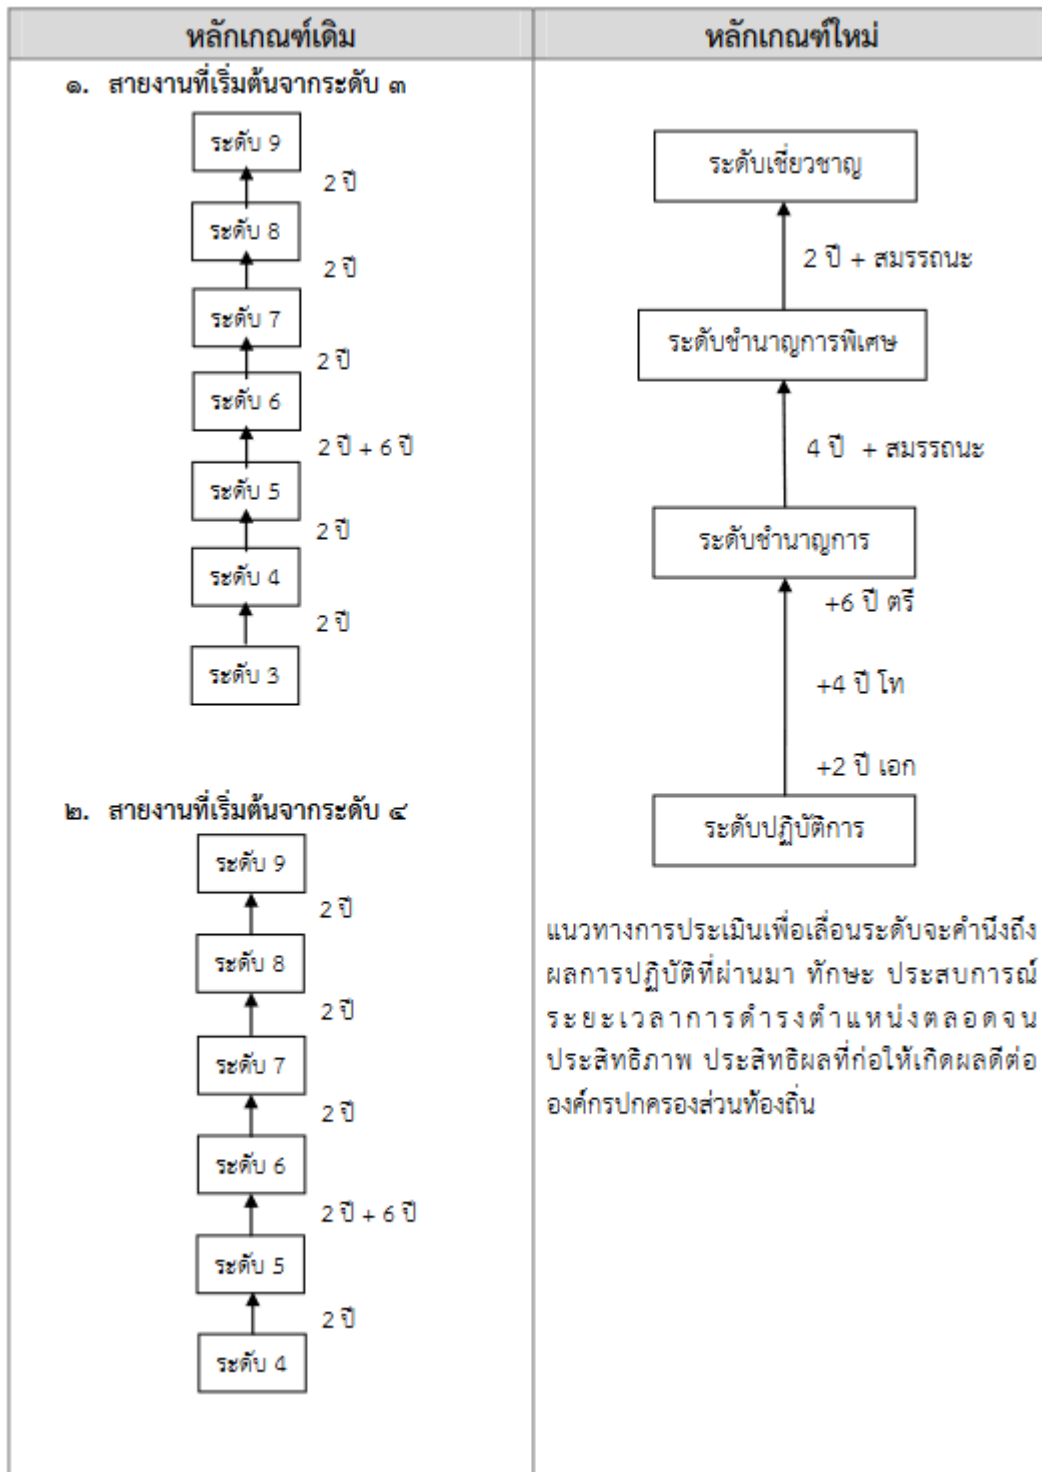 หลักเกณฑ์เดิม
๑. สายงานที่เริ่มต้นจากระดับ ๓
ระดับ 9
2 ปี
ระดับ 8
2 ปี
ระดับ 7
2 ปี
ระดับ 6
2 ปี + 6 ปี
ระดับ 5
2 ปี
ระดับ 4
2 ปี
ระดับ 3
๒. สายงานที่เริ่มต้นจากระดับ ๔
ระดับ 9
2 ปี
ระดับ 8
2 ปี
ระดับ 7
2 ปี
ระดับ 6
2 ปี + 6 ปี
ระดับ 5
2 ปี
ระดับ 4
หลักเกณฑ์ใหม่
ระดับเชี่ยวชาญ
2 ปี + สมรรถนะ
ระดับชำนาญการพิเศษ
4 ปี + สมรรถนะ
ระดับชำนาญการ
+6 ปี ตรี
+4 ปี โท
+2 ปี เอก
ระดับปฏิบัติการ
แนวทางการประเมินเพื่อเลื่อนระดับจะคำนึงถึง
ผลการปฏิบัติที่ผ่านมา ทักษะ ประสบการณ์
ระยะเวลาการดำรงตำแหน่งตลอดจน
ประสิทธิภาพ ประสิทธิผลที่ก่อให้เกิดผลดีต่อ
องค์กรปกครองส่วนท้องถิ่น